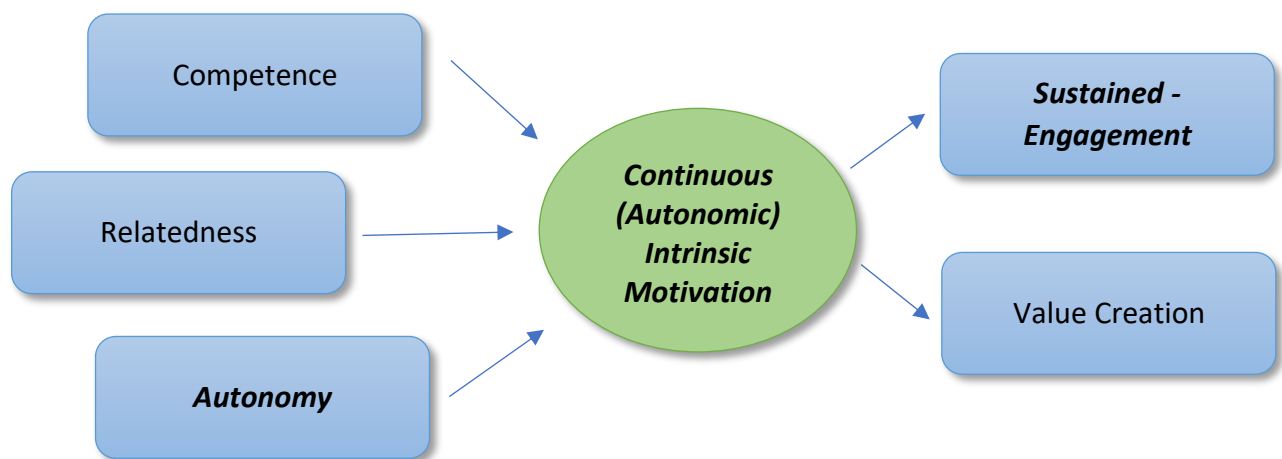 Competence
Relatedness
Autonomy
Continuous
(Autonomic)
Intrinsic
Motivation
Sustained -
Engagement
Value Creation